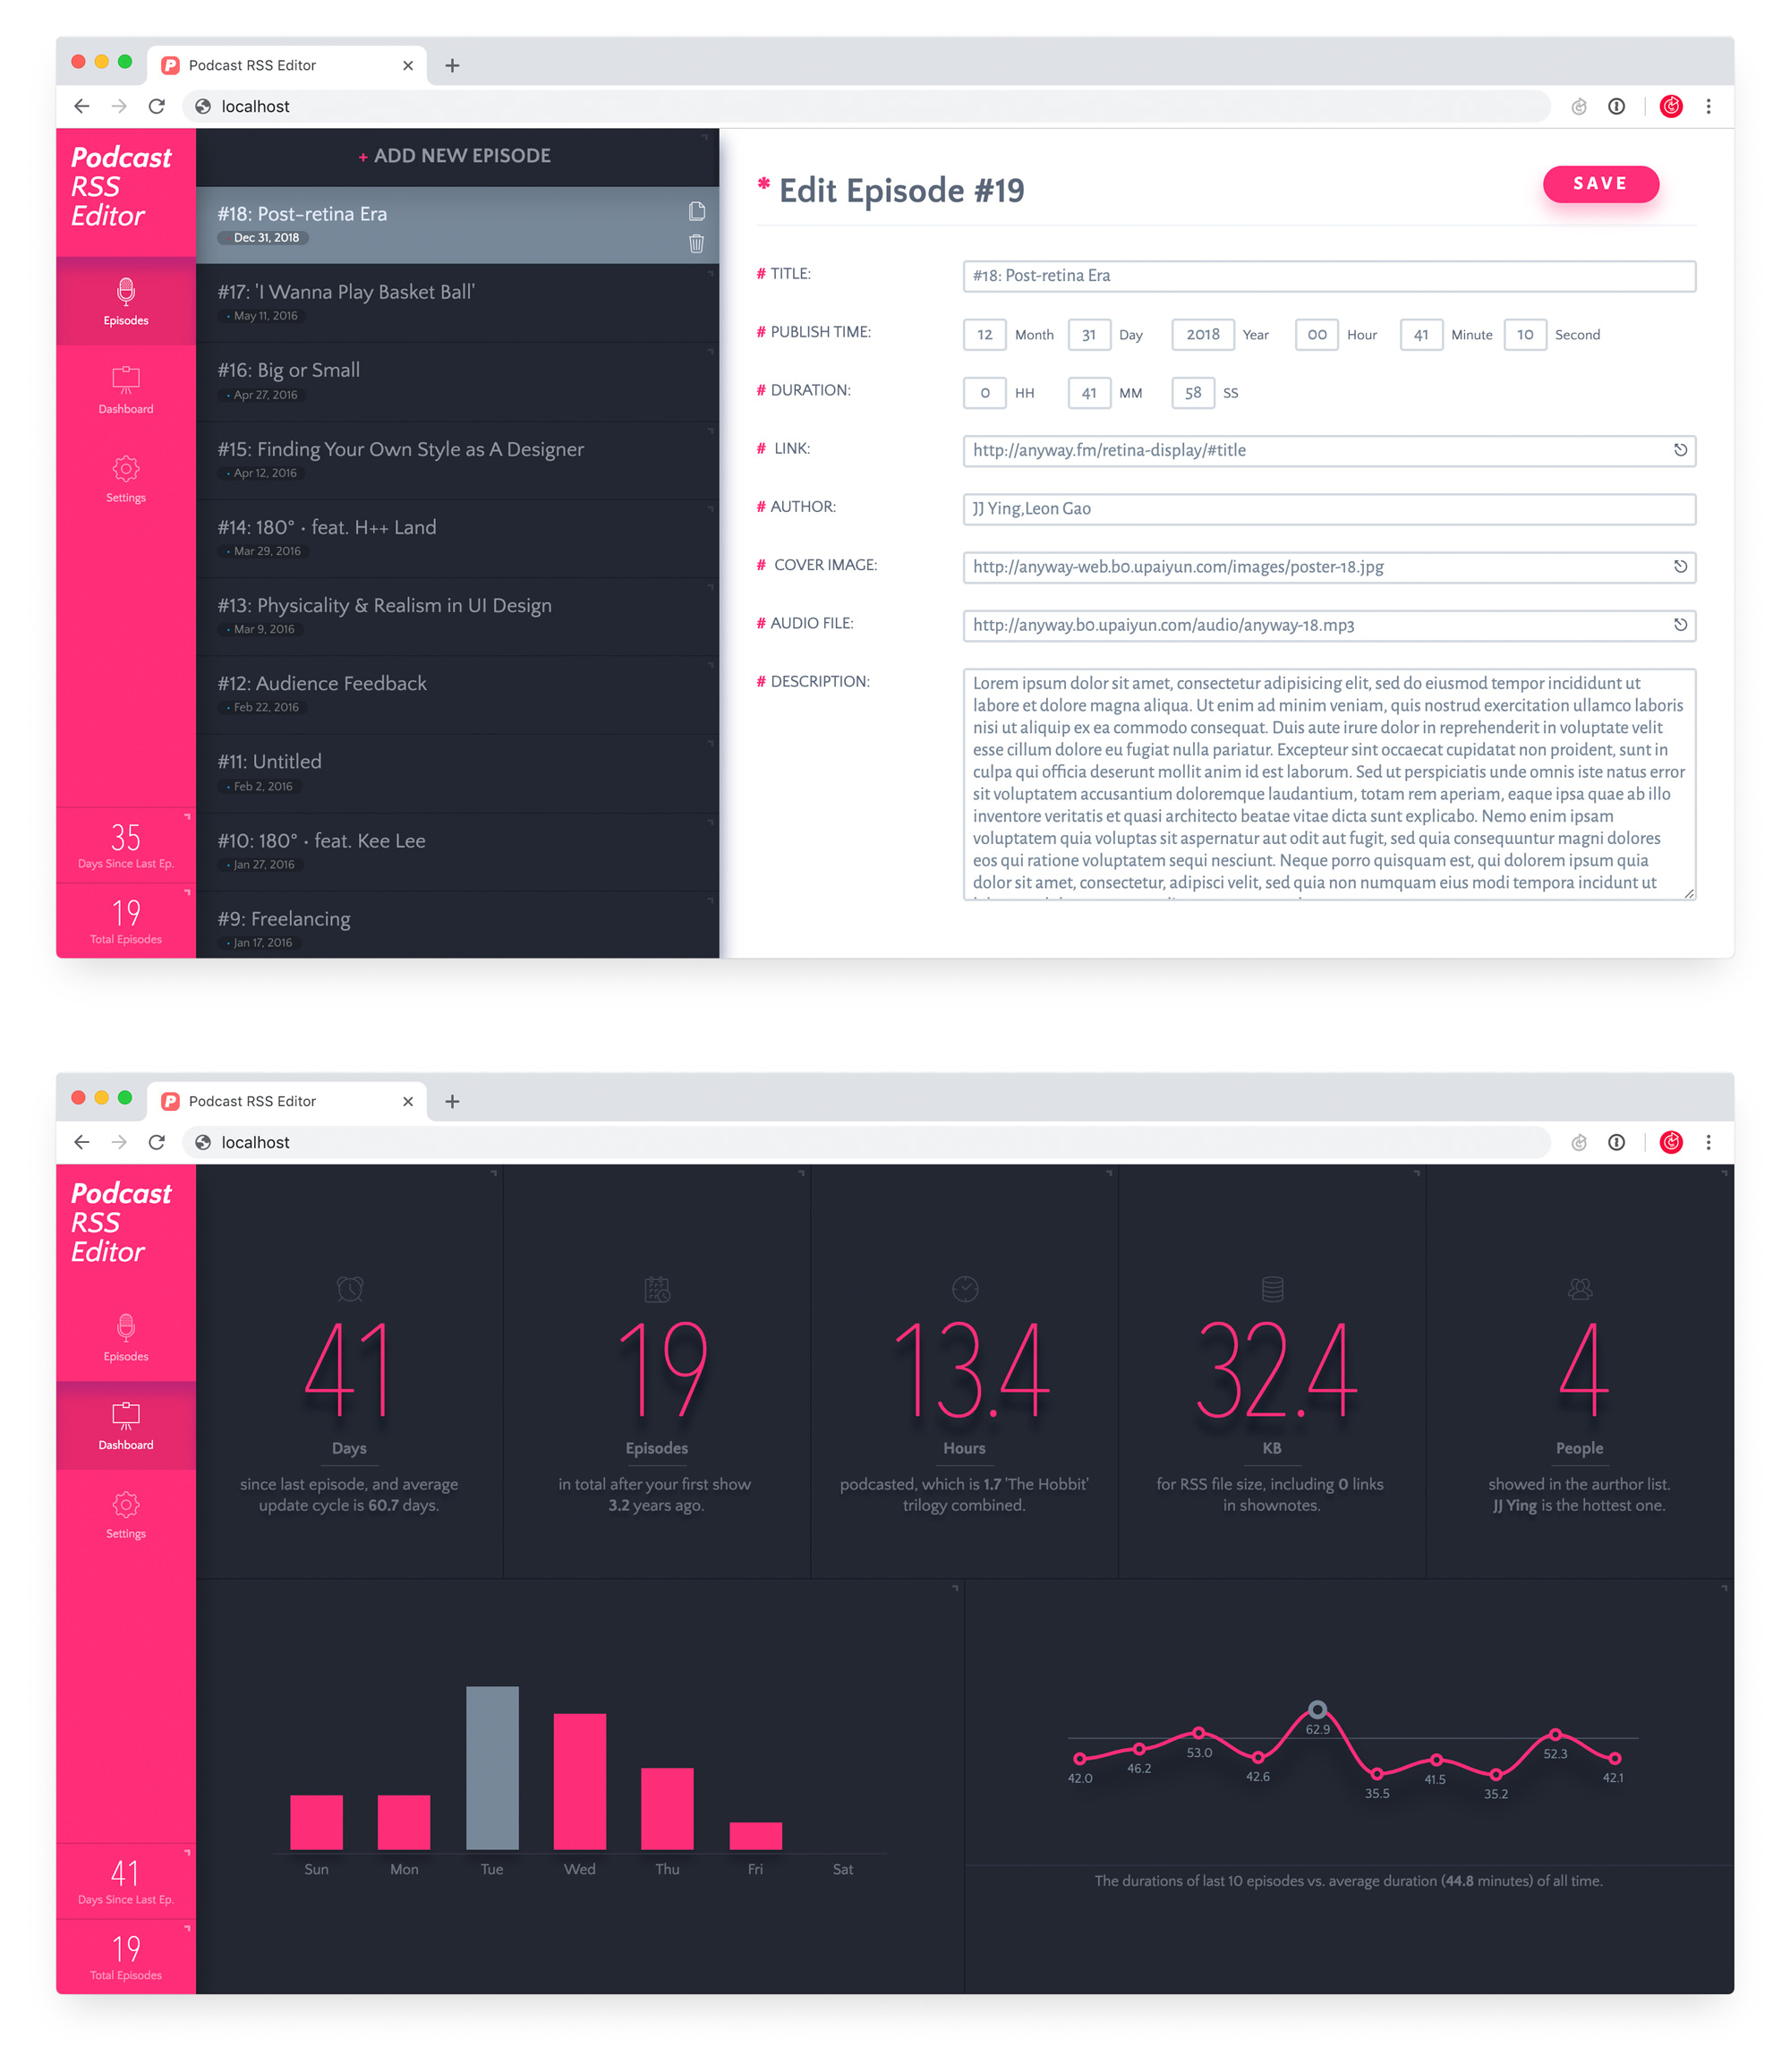 Podcast RSS Editor
localhost
Podcast
RSS
Editor
Episodes
Dashboard
Settings
35
Days Since Last Ep.
19
Total Episodes
+ ADD NEW EPISODE
#18: Post-retina Era
Dec 31, 2018
#17: 'I Wanna Play Basket Ball'
• May 11, 2016
#16: Big or Small
• Apr 27, 2016
#15: Finding Your Own Style as A Designer
• Apr 12, 2016
#14: 180° • feat. H++ Land
• Mar 29, 2016
#13: Physicality & Realism in UI Design
• Mar 9, 2016
#12: Audience Feedback
• Feb 22, 2016
#11: Untitled
• Feb 2, 2016
#10: 180° • feat. Kee Lee
• Jan 27, 2016
#9: Freelancing
• Jan 17, 2016
* Edit Episode #19
SAVE
# TITLE: #18: Post-retina Era
# PUBLISH TIME: 12 Month 31 Day 2018 Year 00 Hour 41 Minute 10 Second
# DURATION: 0 HH 41 MM 58 SS
# LINK: http://anyway.fm/retina-display/#title
# AUTHOR: JJ Ying,Leon Gao
# COVER IMAGE: http://anyway-web.b0.upaiyun.com/images/poster-18.jpg
# AUDIO FILE: http://anyway.b0.upaiyun.com/audio/anyway-18.mp3
# DESCRIPTION: Lorem ipsum dolor sit amet, consectetur adipisicing elit, sed do eiusmod tempor incididunt ut
labore et dolore magna aliqua. Ut enim ad minim veniam, quis nostrud exercitation ullamco laboris
nisi ut aliquip ex ea commodo consequat. Duis aute irure dolor in reprehenderit in voluptate velit
esse cillum dolore eu fugiat nulla pariatur. Excepteur sint occaecat cupidatat non proident, sunt in
culpa qui officia deserunt mollit anim id est laborum. Sed ut perspiciatis unde omnis iste natus error
sit voluptatem accusantium doloremque laudantium, totam rem aperiam, eaque ipsa quae ab illo
inventore veritatis et quasi architecto beatae vitae dicta sunt explicabo. Nemo enim ipsam
voluptatem quia voluptas sit aspernatur aut odit aut fugit, sed quia consequuntur magni dolores
eos qui ratione voluptatem sequi nesciunt. Neque porro quisquam est, qui dolorem ipsum quia
dolor sit amet, consectetur, adipisci velit, sed quia non numquam eius modi tempora incidunt ut
Podcast RSS Editor
localhost
Podcast
RSS
Editor
Episodes
Dashboard
Settings
41
Days Since Last Ep.
19
Total Episodes
41
Days
since last episode, and average
update cycle is 60.7 days.
19
Episodes
in total after your first show
3.2 years ago.
13.4
Hours
podcasted, which is 1.7 'The Hobbit'
trilogy combined.
32.4
KB
for RSS file size, including 0 links
in shownotes.
4
People
showed in the aurthor list.
JJ Ying is the hottest one.
Sun Mon Tue Wed Thu Fri Sat
42.0 46.2 53.0 42.6 62.9 35.5 41.5 35.2 52.3 42.1
The durations of last 10 episodes vs. average duration (44.8 minutes) of all time.